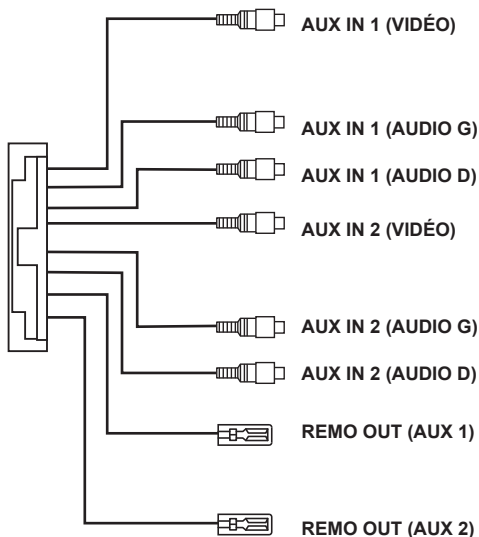 AUX IN 1 (VIDÉO)
AUX IN 1 (AUDIO G)
AUX IN 1 (AUDIO D)
AUX IN 2 (VIDÉO)
AUX IN 2 (AUDIO G)
AUX IN 2 (AUDIO D)
REMO OUT (AUX 1)
REMO OUT (AUX 2)